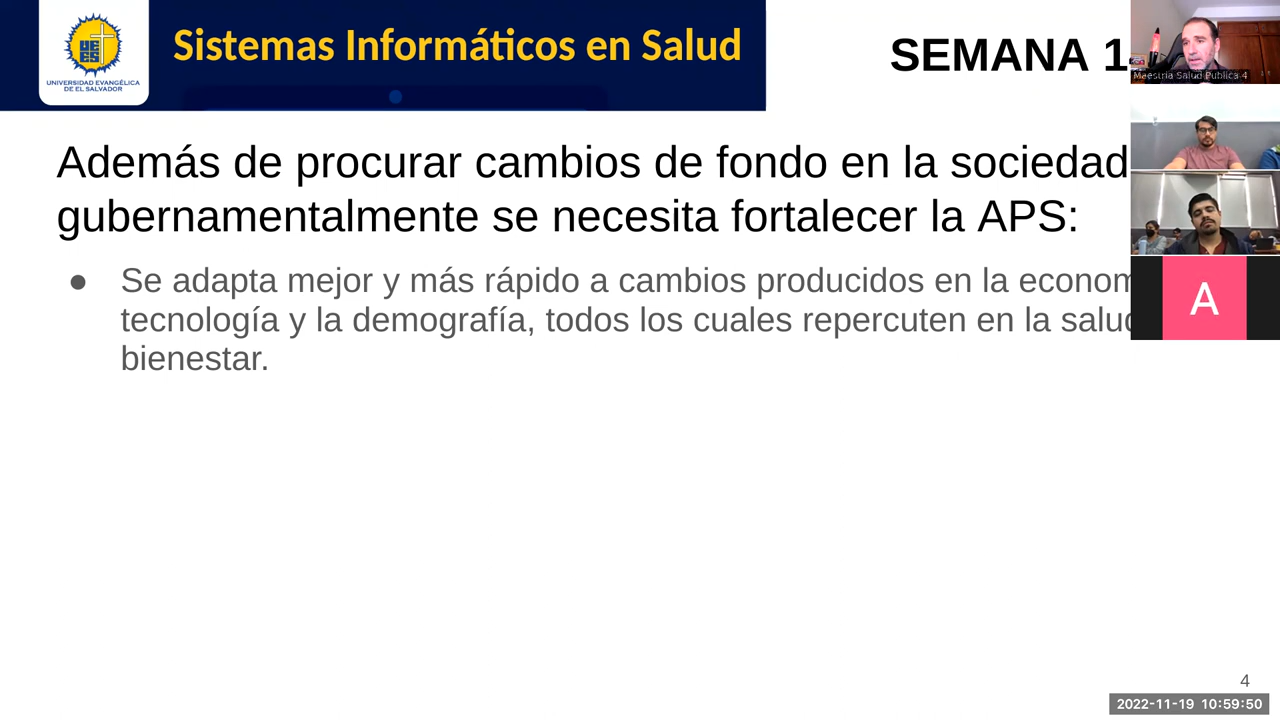 UNIVERSIDAD EVANGÉLICA
DE EL SALVADOR
Sistemas Informáticos en Salud
SEMANA
Maestria Salud Publica 4
Además de procurar cambios de fondo en la sociedad
gubernamentalmente se necesita fortalecer la APS:
● Se adapta mejor y más rápido a cambios producidos en la
tecnología y la demografía, todos los cuales repercuten en la
bienestar.
A
4
2022-11-19 10:59:50